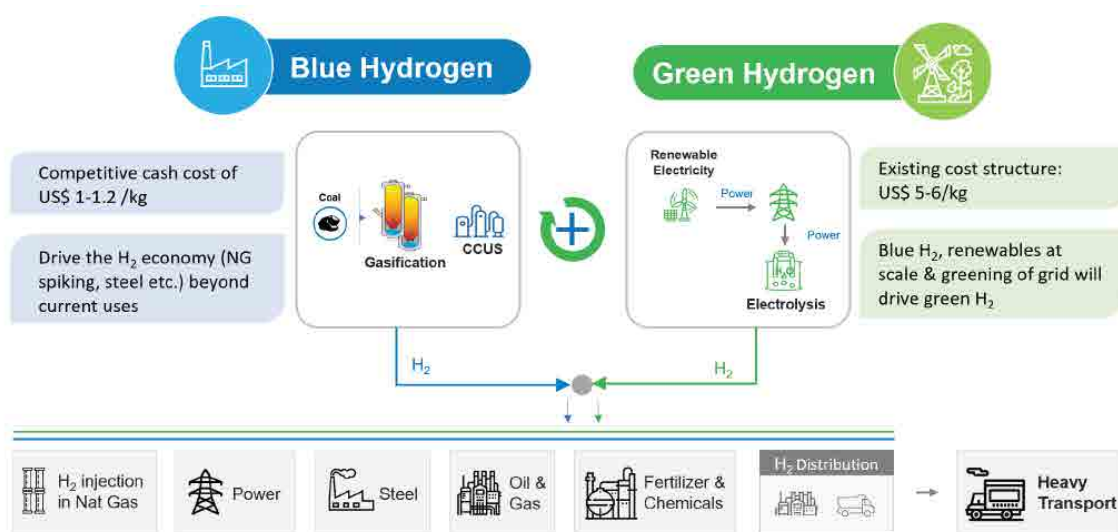 Blue Hydrogen
Green Hydrogen
Competitive cash cost of
US$ 1-1.2 /kg
Drive the H₂ economy (NG
spiking, steel etc.) beyond
current uses
Coal
Gasification
CCUS
Renewable
Electricity
Power
Power
Electrolysis
Existing cost structure:
US$ 5-6/kg
Blue H₂, renewables at
scale & greening of grid will
drive green H₂
H₂
H₂
H₂ injection
in Nat Gas
Power
Steel
Oil &
Gas
Fertilizer &
Chemicals
H₂ Distribution
Heavy
Transport